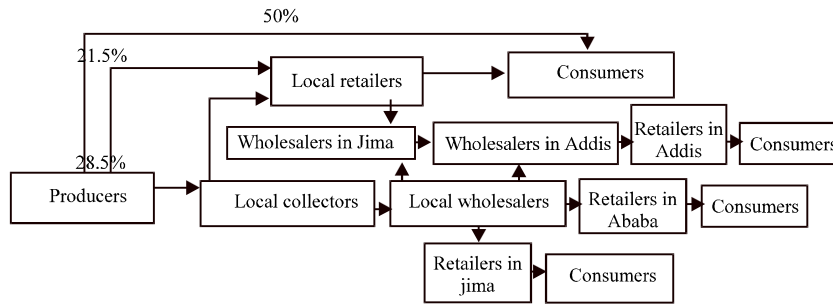 50%
21.5%
Local retailers
Consumers
Wholesalers in Jima
Wholesalers in Addis
Retailers in
Addis
Consumers
28.5%
Producers
Local collectors
Local wholesalers
Retailers in
Ababa
Consumers
Retailers in
jima
Consumers